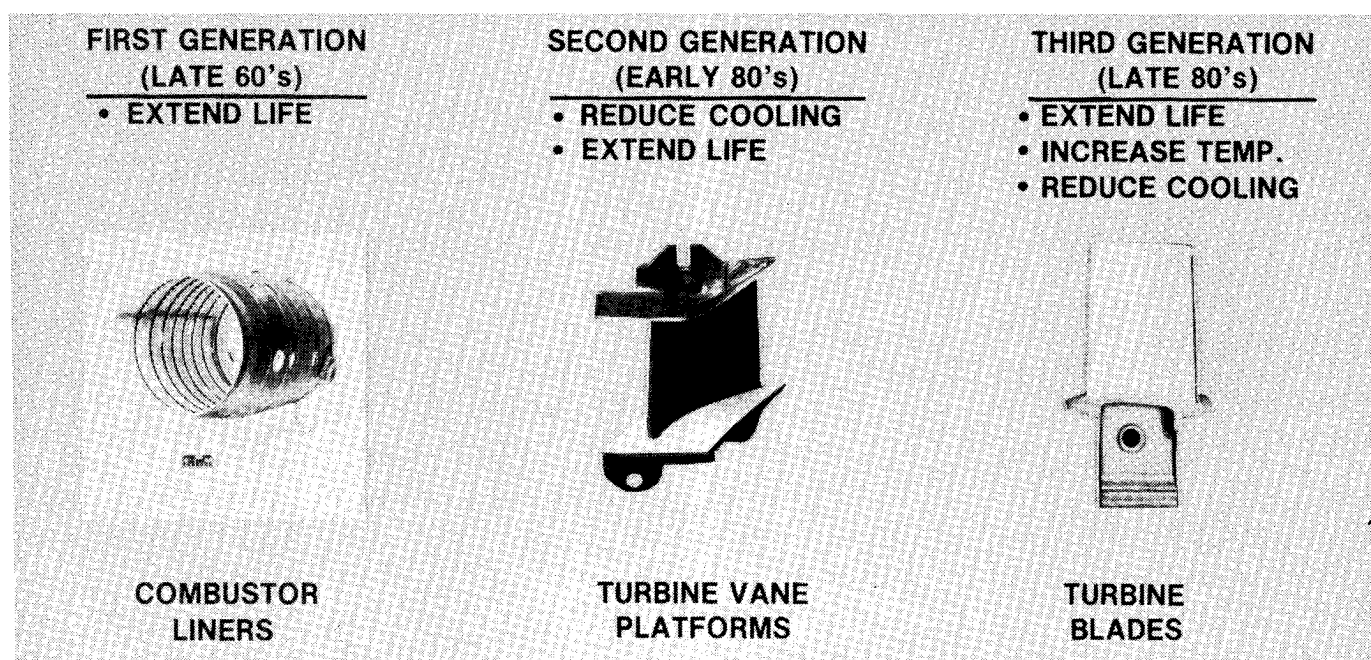 FIRST GENERATION
(LATE 60's)
• EXTEND LIFE
COMBUSTOR
LINERS
SECOND GENERATION
(EARLY 80's)
• REDUCE COOLING
• EXTEND LIFE
TURBINE VANE
PLATFORMS
THIRD GENERATION
(LATE 80's)
• EXTEND LIFE
• INCREASE TEMP.
• REDUCE COOLING
TURBINE
BLADES